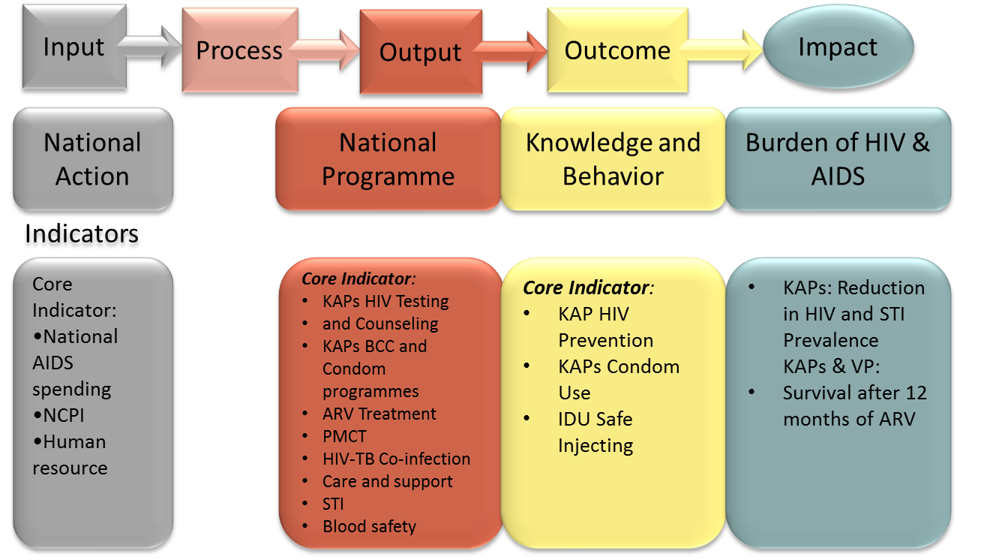 Input
Process
Output
Outcome
Impact
National
Action
National
Programme
Knowledge and
Behavior
Burden of HIV &
AIDS
Indicators
Core
Indicator:
•National
AIDS
spending
•NCPI
•Human
resource
Core Indicator:
• KAPs HIV Testing
• and Counseling
• KAPs BCC and
Condom
programmes
• ARV Treatment
• PMCT
• HIV-TB Co-infection
• Care and support
• STI
• Blood safety
Core Indicator:
• KAP HIV
Prevention
• KAPs Condom
Use
• IDU Safe
Injecting
• KAPs: Reduction
in HIV and STI
Prevalence
KAPs & VP:
• Survival after 12
months of ARV